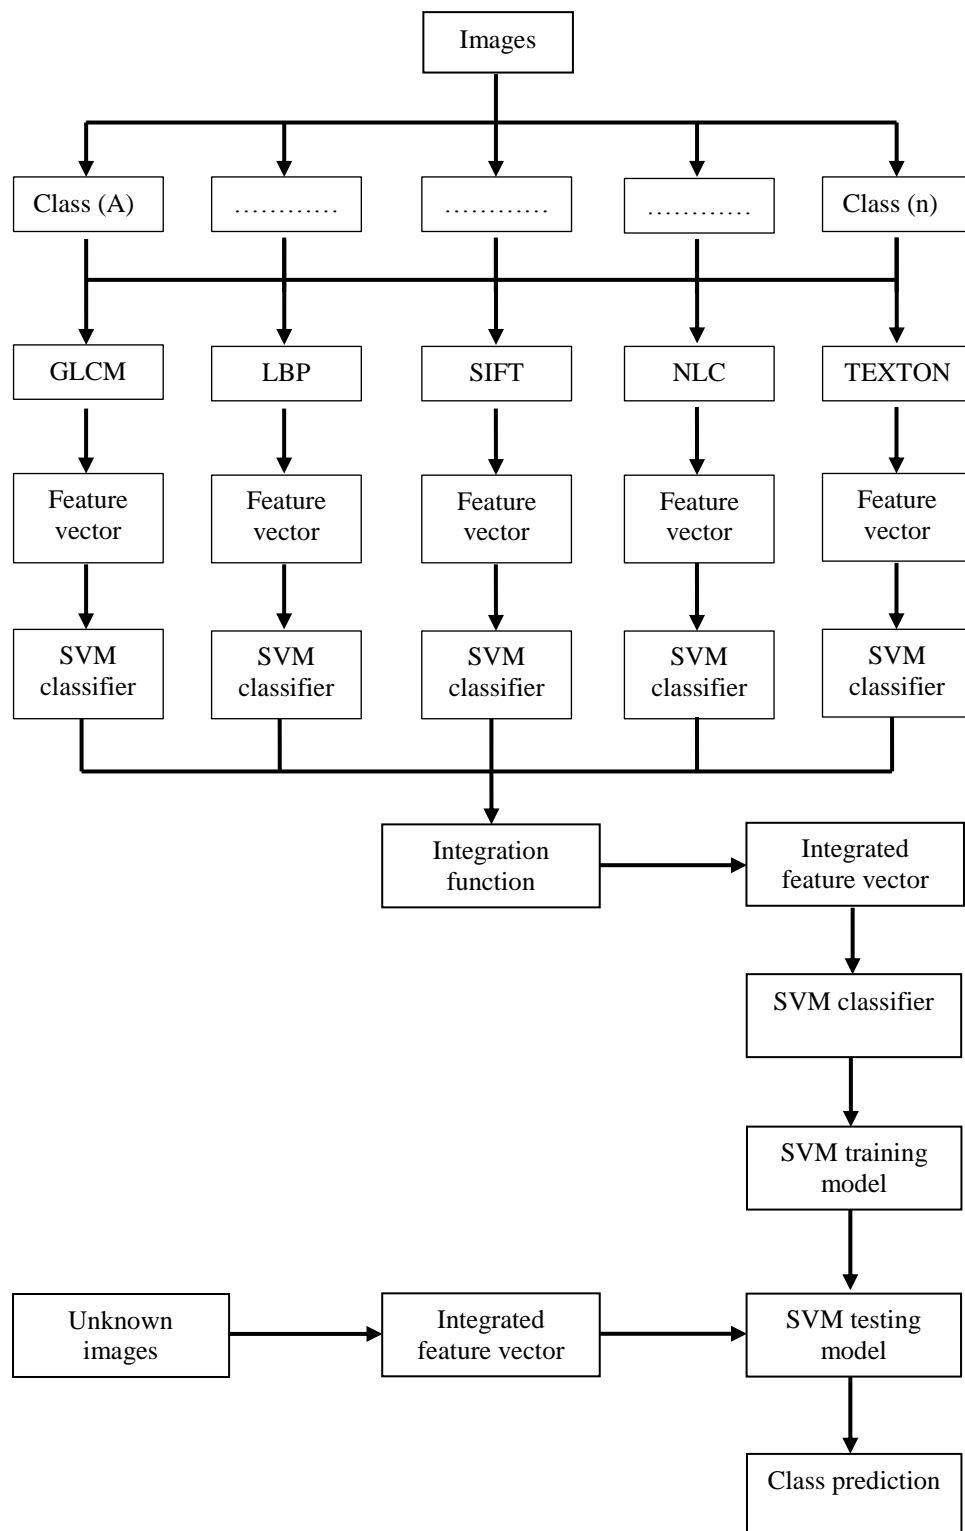 Images
Class (A)
…………
…………
…………
Class (n)
GLCM
LBP
SIFT
NLC
TEXTON
Feature
vector
Feature
vector
Feature
vector
Feature
vector
Feature
vector
SVM
classifier
SVM
classifier
SVM
classifier
SVM
classifier
SVM
classifier
Integration
function
Integrated
feature vector
SVM classifier
SVM training
model
Unknown
images
Integrated
feature vector
SVM testing
model
Class prediction